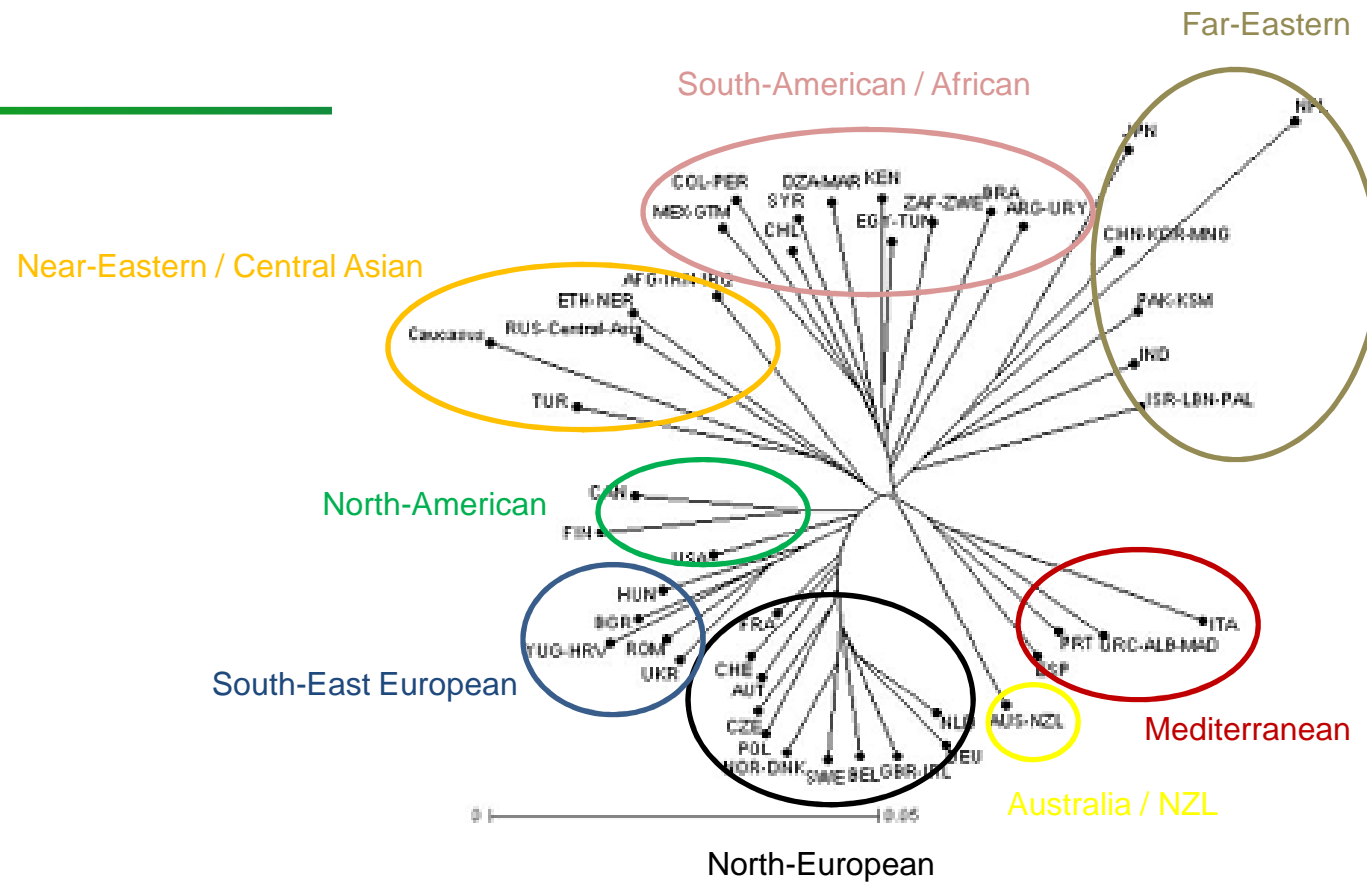 Far-Eastern
South-American / African
NPL
JPN
COL-PER
SYR
DZA-MAR
KEN
ZAF-ZWE
BRA
ARG-URY
MEX-GTM
CHL
EGY-TUN
CHN-KOR-MNG
Near-Eastern / Central Asian
AFG-IRN-IRQ
ETH-NER
RUS-Central-Asia
Caucasus
PAK-KSM
IND
TUR
ISR-LBN-PAL
North-American
CAN
FIN
USA
HUN
BGR
YUG-HRV
ROM
UKR
FRA
CHE
AUT
CZE
POL
NOR-DNK
SWE
BEL
GBR-IRL
NLD
DEU
ITA
PRT
GRC-ALB-MAD
ESP
AUS-NZL
South-East European
Mediterranean
Australia / NZL
0
0.05
North-European